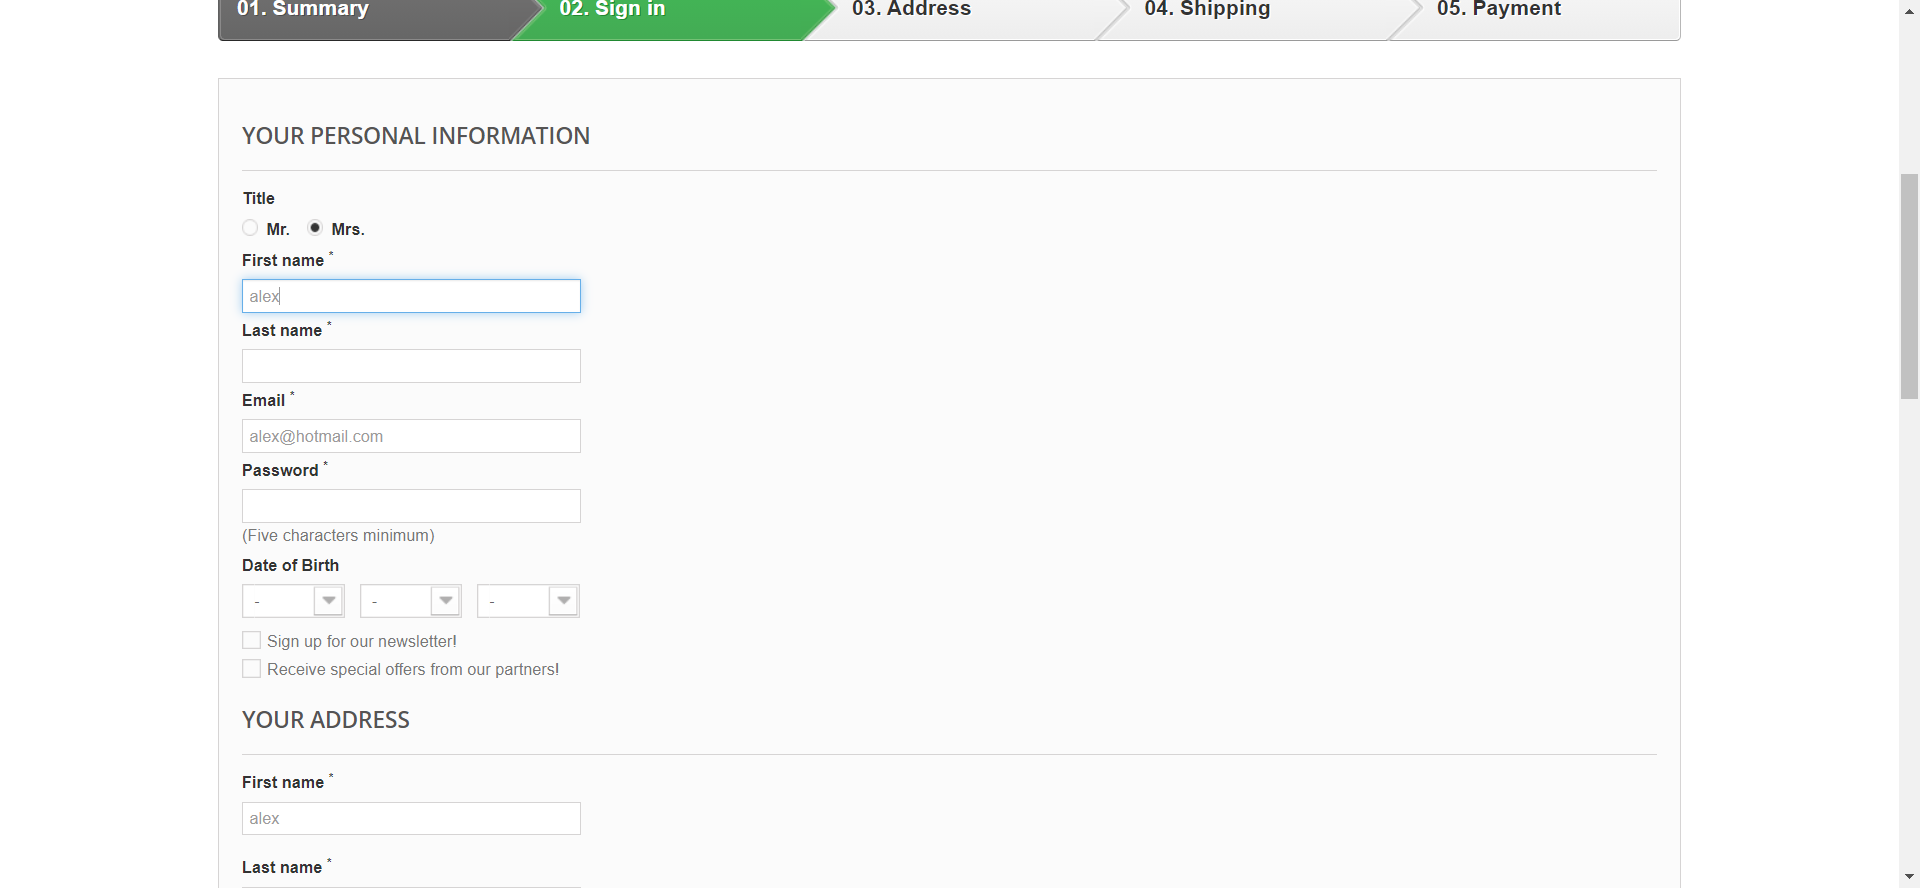 01. Summary 02. Sign in 03. Address 04. Shipping 05. Payment
YOUR PERSONAL INFORMATION
Title
Mr. Mrs.
First name *
alex
Last name *
Email *
alex@hotmail.com
Password *
(Five characters minimum)
Date of Birth
- - -
Sign up for our newsletter!
Receive special offers from our partners!
YOUR ADDRESS
First name *
alex
Last name *